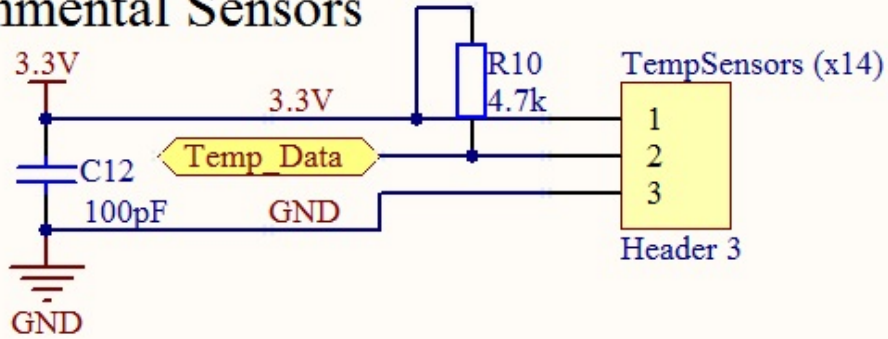 nmental Sensors
3.3V
R10
TempSensors (x14)
3.3V
4.7k
1
Temp_Data
2
C12
3
100pF
GND
Header 3
GND